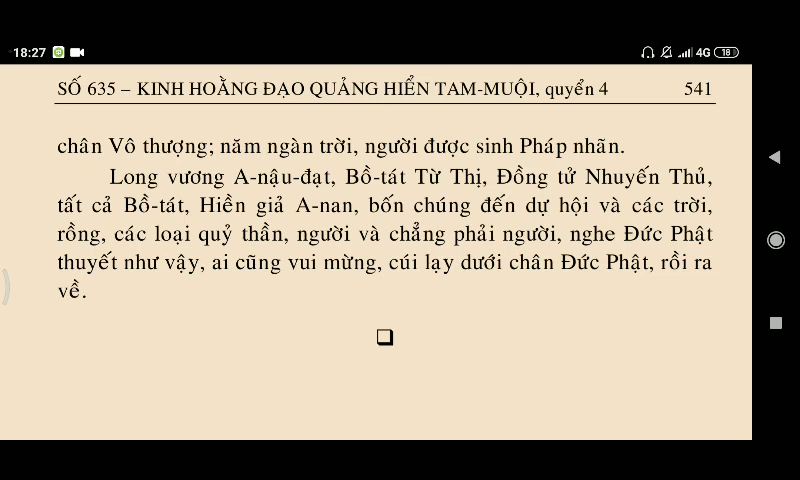 18:27
4G
18
SỐ 635 – KINH HOẰNG ĐẠO QUẢNG HIỂN TAM-MUỘI, quyển 4 541
chân Vô thượng; năm ngàn trời, người được sinh Pháp nhãn.
Long vương A-nậu-đạt, Bồ-tát Từ Thị, Đồng tử Nhuyến Thủ,
tất cả Bồ-tát, Hiền giả A-nan, bốn chúng đến dự hội và các trời,
rồng, các loại quỷ thần, người và chẳng phải người, nghe Đức Phật
thuyết như vậy, ai cũng vui mừng, cúi lạy dưới chân Đức Phật, rồi ra
về.